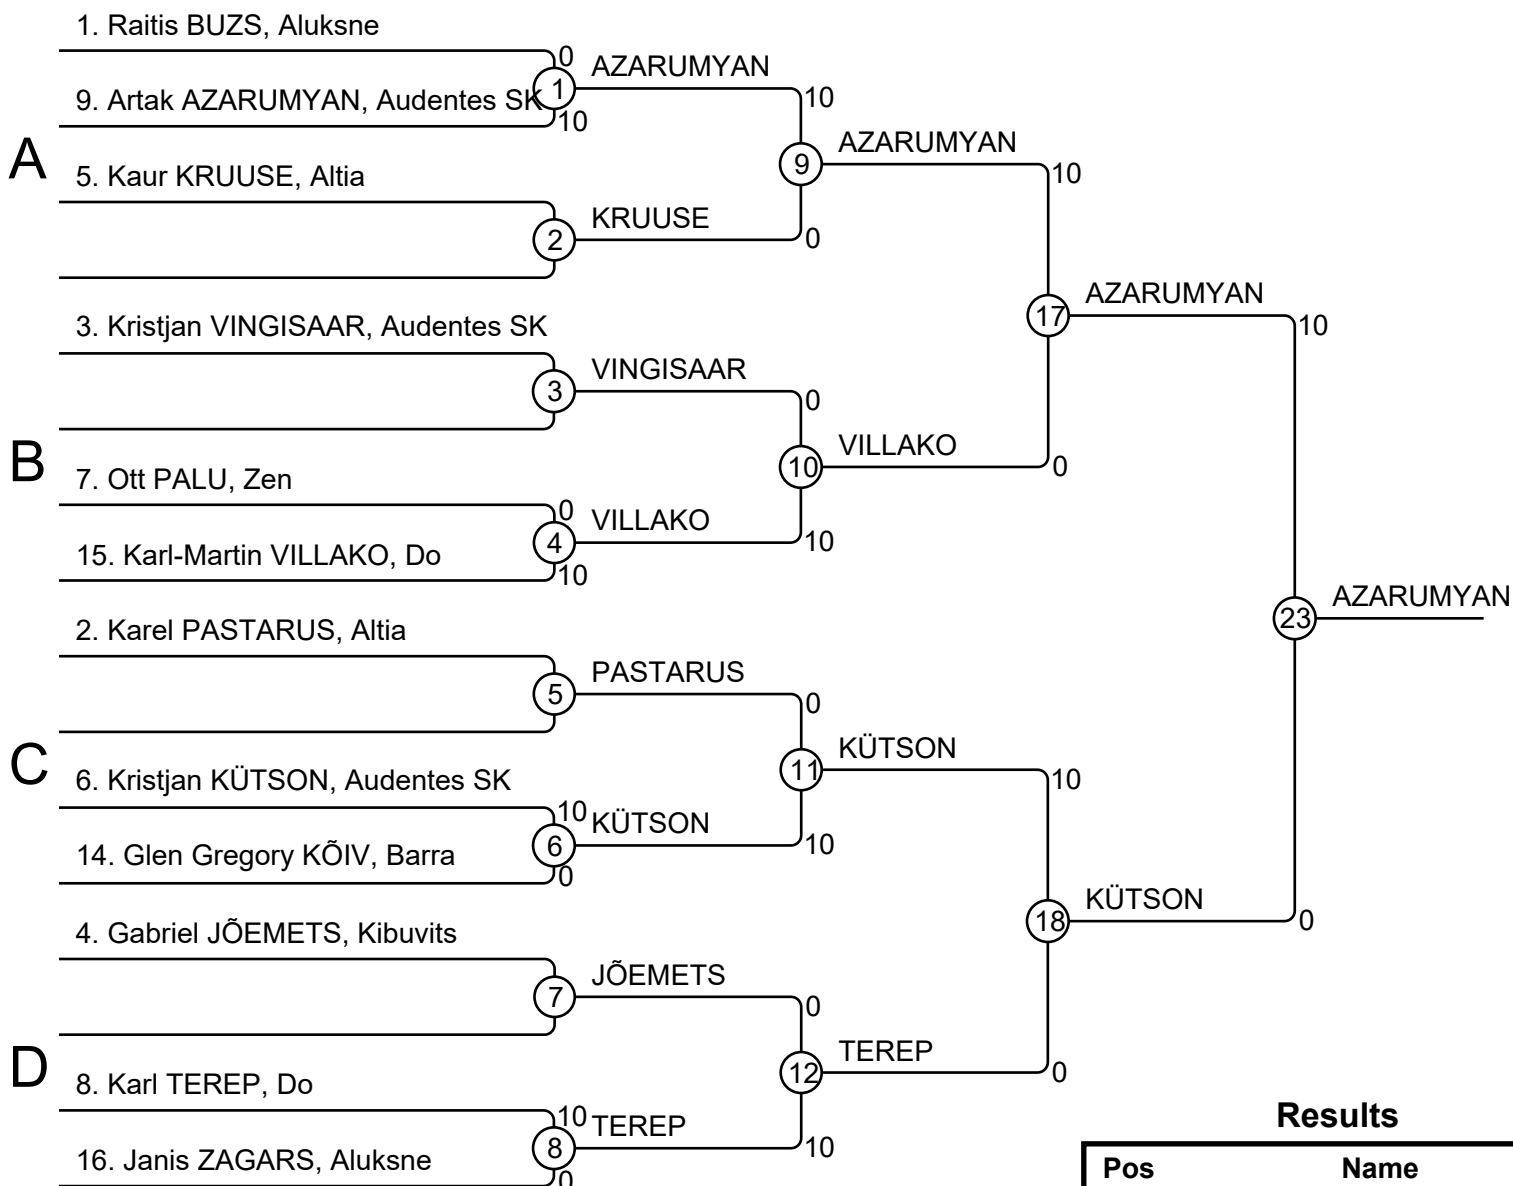 1. Raitis BUZS, Aluksne
0
1
AZARUMYAN
9. Artak AZARUMYAN, Audentes SK
10
10
9
AZARUMYAN
10
A
5. Kaur KRUUSE, Altia
2
KRUUSE
0
3. Kristjan VINGISAAR, Audentes SK
17
AZARUMYAN
10
3
VINGISAAR
0
B
10
VILLAKO
0
7. Ott PALU, Zen
0
4
VILLAKO
10
15. Karl-Martin VILLAKO, Do
10
23
AZARUMYAN
2. Karel PASTARUS, Altia
5
PASTARUS
0
C
11
KÜTSON
10
6. Kristjan KÜTSON, Audentes SK
10
6
KÜTSON
10
14. Glen Gregory KÕIV, Barra
0
18
KÜTSON
0
4. Gabriel JÕEMETS, Kibuvits
7
JÕEMETS
0
D
12
TEREP
0
8. Karl TEREP, Do
10
8
TEREP
10
16. Janis ZAGARS, Aluksne
0
Results
Pos Name